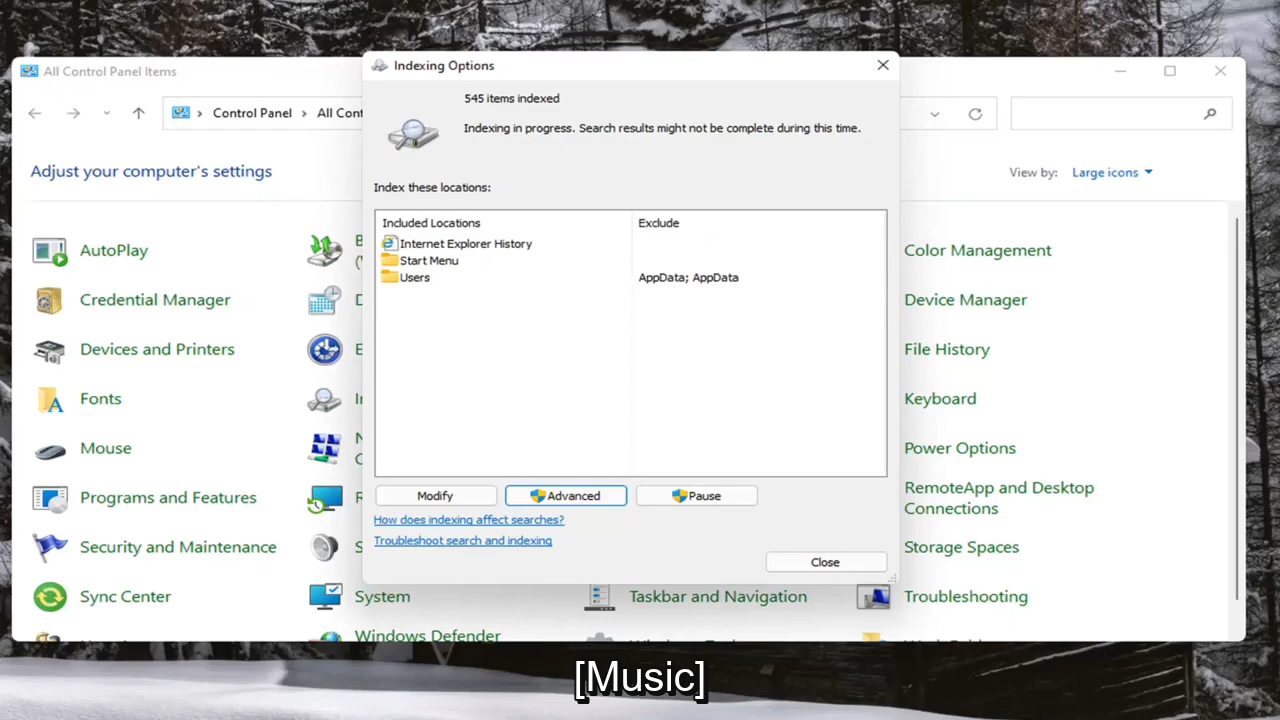 All Control Panel Items
Indexing Options
Control Panel
All Cont
545 items indexed
Indexing in progress. Search results might not be complete during this time.
Adjust your computer's settings
View by: Large icons
Index these locations:
Included Locations Exclude
Internet Explorer History
Start Menu
Users AppData; AppData
AutoPlay
Color Management
Credential Manager
Device Manager
Devices and Printers
File History
Fonts
Keyboard
Mouse
Power Options
Programs and Features
RemoteApp and Desktop
Connections
Security and Maintenance
Storage Spaces
Sync Center
System
Taskbar and Navigation
Troubleshooting
Windows Defender
Modify Advanced Pause
How does indexing affect searches?
Troubleshoot search and indexing
Close
[Music]